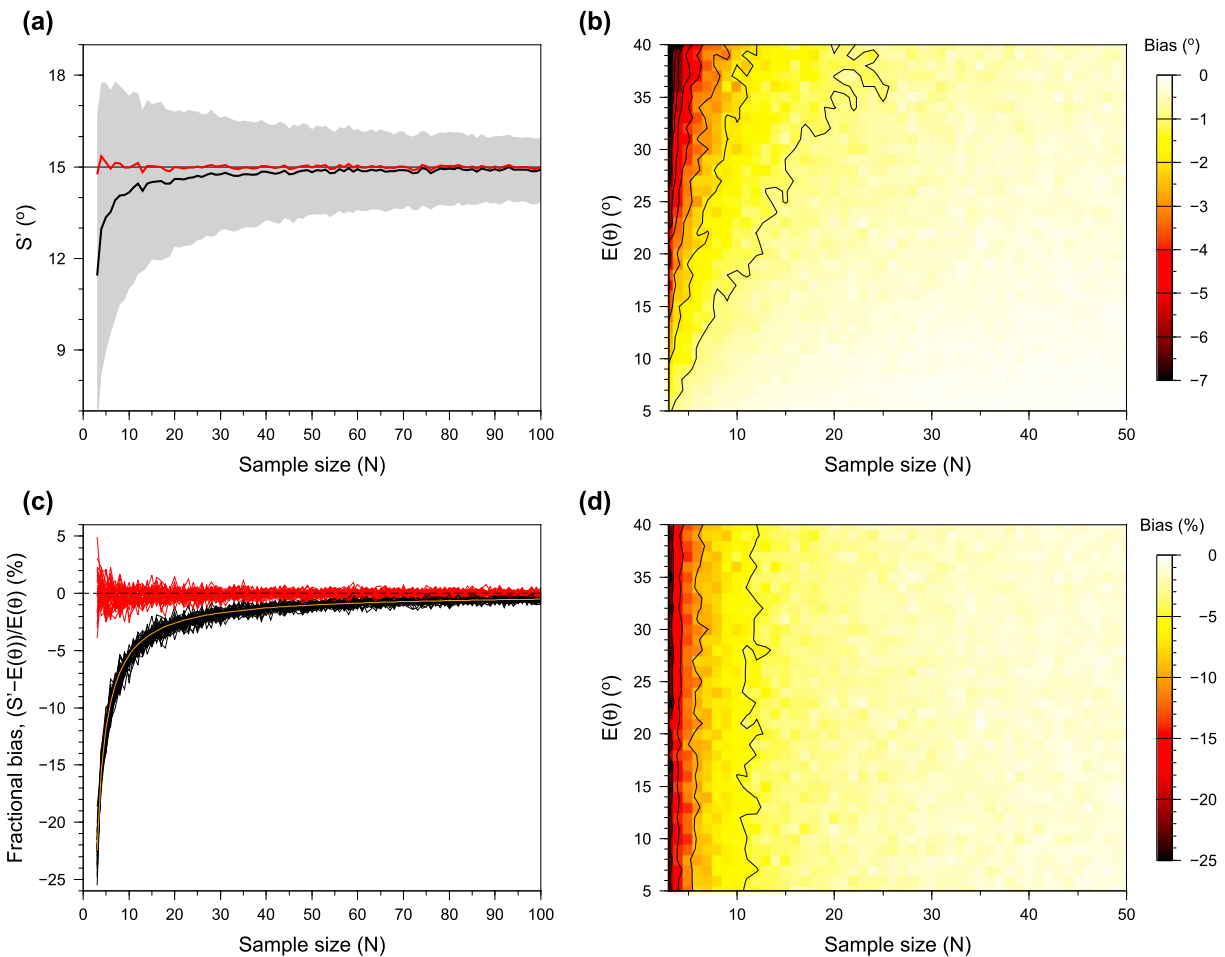 (a)
18
15
12
9
S' (º)
0 10 20 30 40 50 60 70 80 90 100
Sample size (N)
(b)
40
35
30
25
20
15
10
5
E(θ) (º)
10 20 30 40 50
Sample size (N)
Bias (º)
0
−1
−2
−3
−4
−5
−6
−7
(c)
5
0
−5
−10
−15
−20
−25
Fractional bias, (S'−E(θ))/E(θ) (%)
0 10 20 30 40 50 60 70 80 90 100
Sample size (N)
(d)
40
35
30
25
20
15
10
5
E(θ) (º)
10 20 30 40 50
Sample size (N)
Bias (%)
0
−5
−10
−15
−20
−25